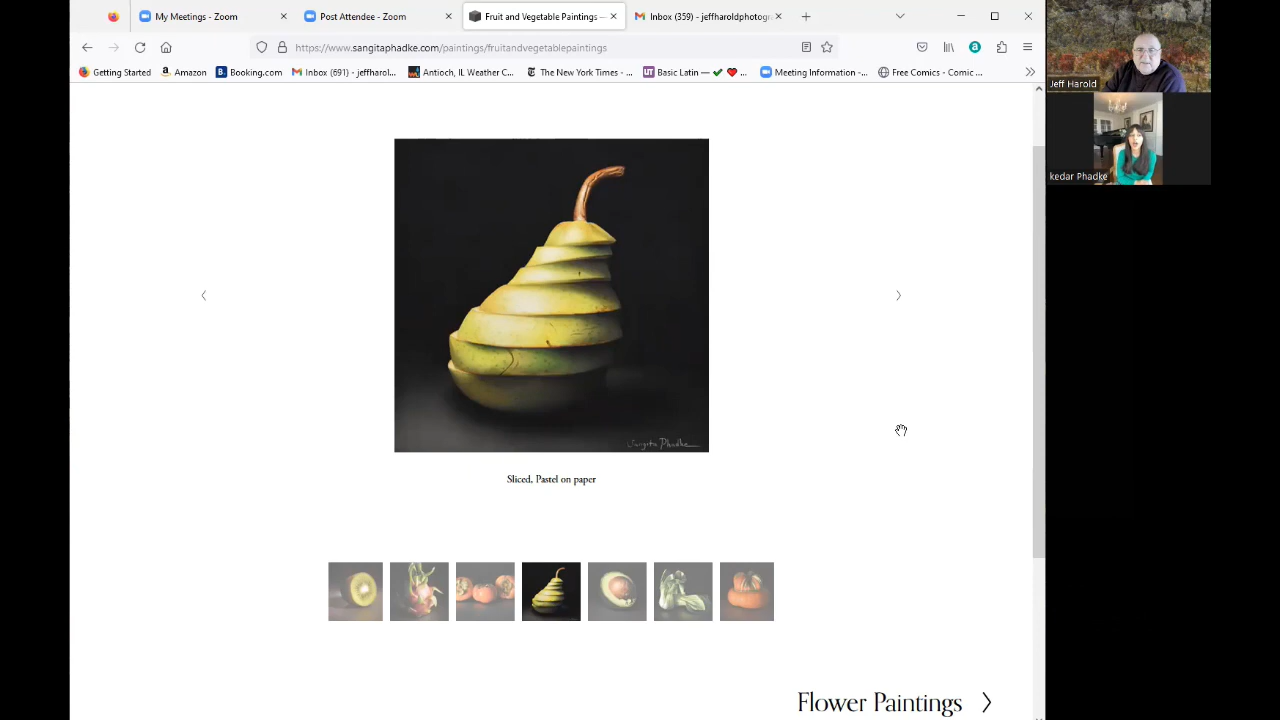 My Meetings - Zoom
Post Attendee - Zoom
Fruit and Vegetable Paintings —
Inbox (359) - jeffharoldphotogr
https://www.sangitaphadke.com/paintings/fruitandvegetablepaintings
Getting Started
Amazon
Booking.com
Inbox (691) - jeffharol...
Antioch, IL Weather C...
The New York Times - ...
Basic Latin — ✔ ❤ ...
Meeting Information -...
Free Comics - Comic ...
Jeff Harold
kedar Phadke
Sangita Phadke
Sliced, Pastel on paper
Flower Paintings